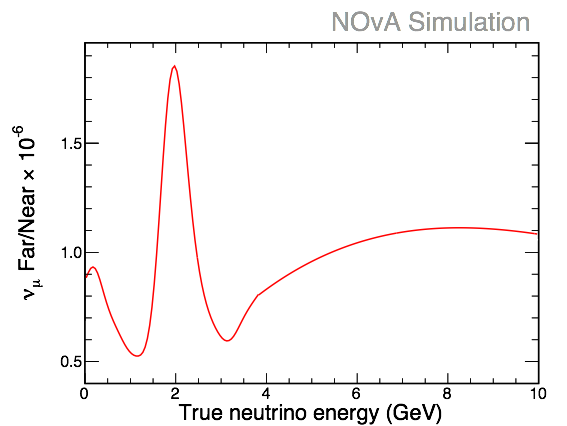 NOvA Simulation
ν_μ Far/Near × 10^-6
1.5
1.0
0.5
0 2 4 6 8 10
True neutrino energy (GeV)